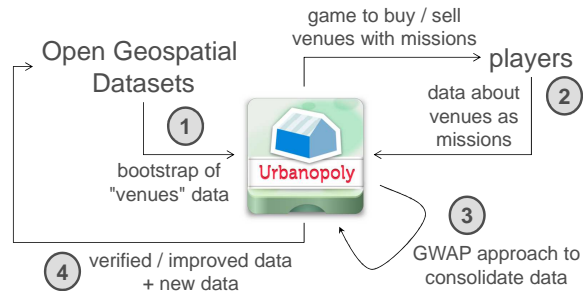 game to buy / sell
venues with missions
Open Geospatial
Datasets
players
1
2
data about
venues as
missions
bootstrap of
"venues" data
Urbanopoly
3
GWAP approach to
consolidate data
4
verified / improved data
+ new data